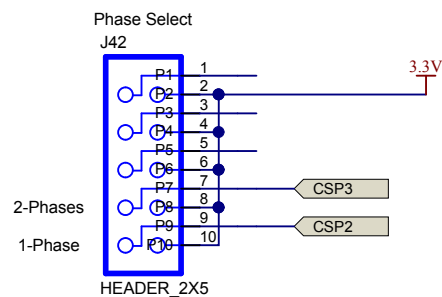 Phase Select
J42
P1 1
P2 2
3.3V
P3 3
P4 4
P5 5
P6 6
P7 7
CSP3
2-Phases
P8 8
P9 9
CSP2
1-Phase
P10 10
HEADER_2X5